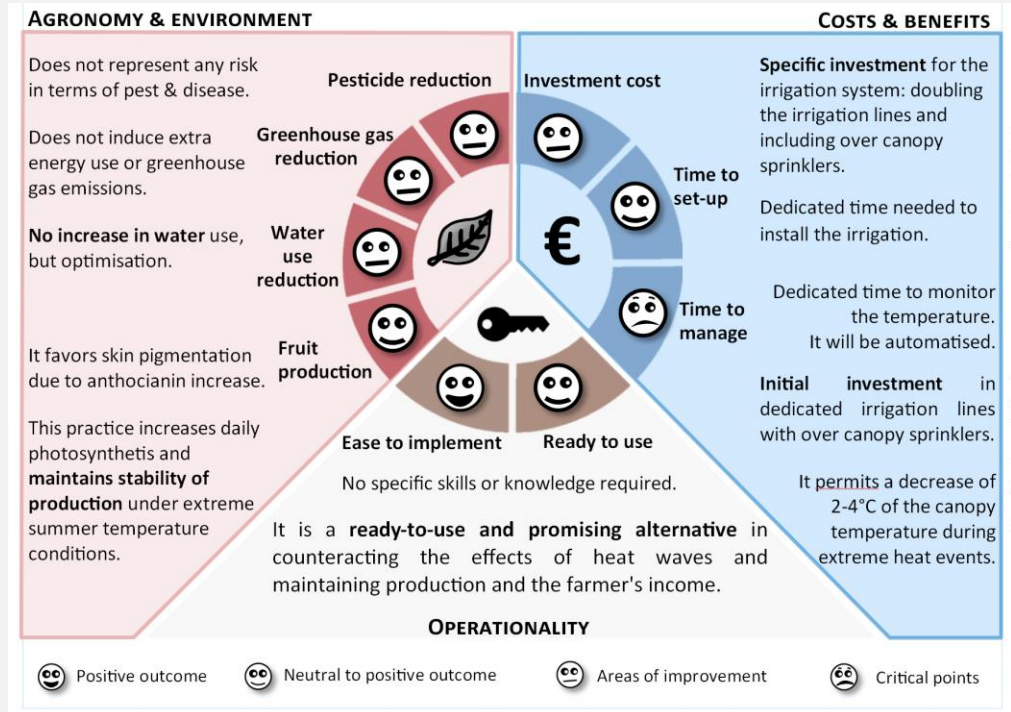 AGRONOMY & ENVIRONMENT
Does not represent any risk
in terms of pest & disease.
Does not induce extra
energy use or greenhouse
gas emissions.
No increase in water use,
but optimisation.
It favors skin pigmentation
due to anthocianin increase.
This practice increases daily
photosynthetis and
maintains stability of
production under extreme
summer temperature
conditions.
Pesticide reduction
Greenhouse gas
reduction
Water
use
reduction
Fruit
production
COSTS & BENEFITS
Investment cost
Time to
set-up
Time to
manage
€
Specific investment for the
irrigation system: doubling
the irrigation lines and
including over canopy
sprinklers.
Dedicated time needed to
install the irrigation.
Dedicated time to monitor
the temperature.
It will be automatised.
Initial investment in
dedicated irrigation lines
with over canopy sprinklers.
It permits a decrease of
2-4°C of the canopy
temperature during
extreme heat events.
Ease to implement
Ready to use
No specific skills or knowledge required.
It is a ready-to-use and promising alternative in
counteracting the effects of heat waves and
maintaining production and the farmer's income.
OPERATIONALITY
Positive outcome
Neutral to positive outcome
Areas of improvement
Critical points